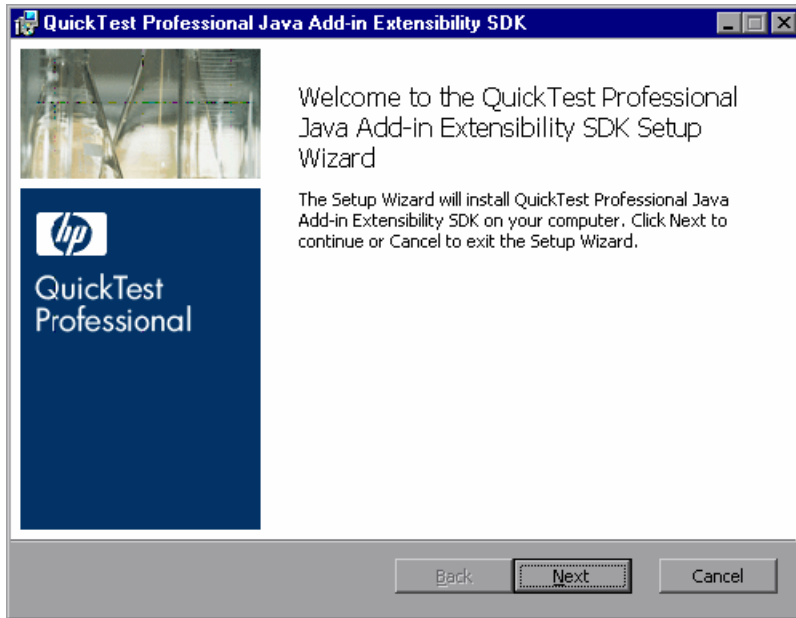 QuickTest Professional Java Add-in Extensibility SDK
Welcome to the QuickTest Professional
Java Add-in Extensibility SDK Setup
Wizard
The Setup Wizard will install QuickTest Professional Java
Add-in Extensibility SDK on your computer. Click Next to
continue or Cancel to exit the Setup Wizard.
hp
QuickTest
Professional
Back
Next
Cancel